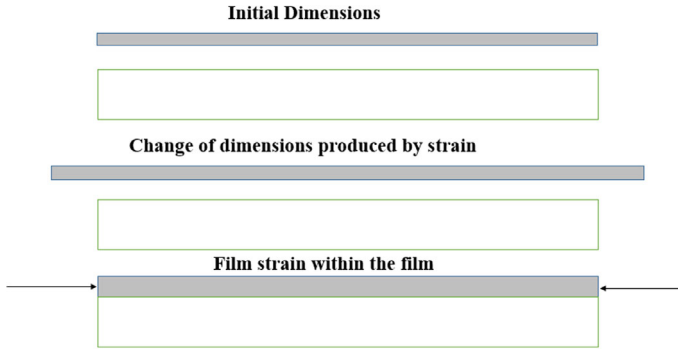 Initial Dimensions
Change of dimensions produced by strain
Film strain within the film